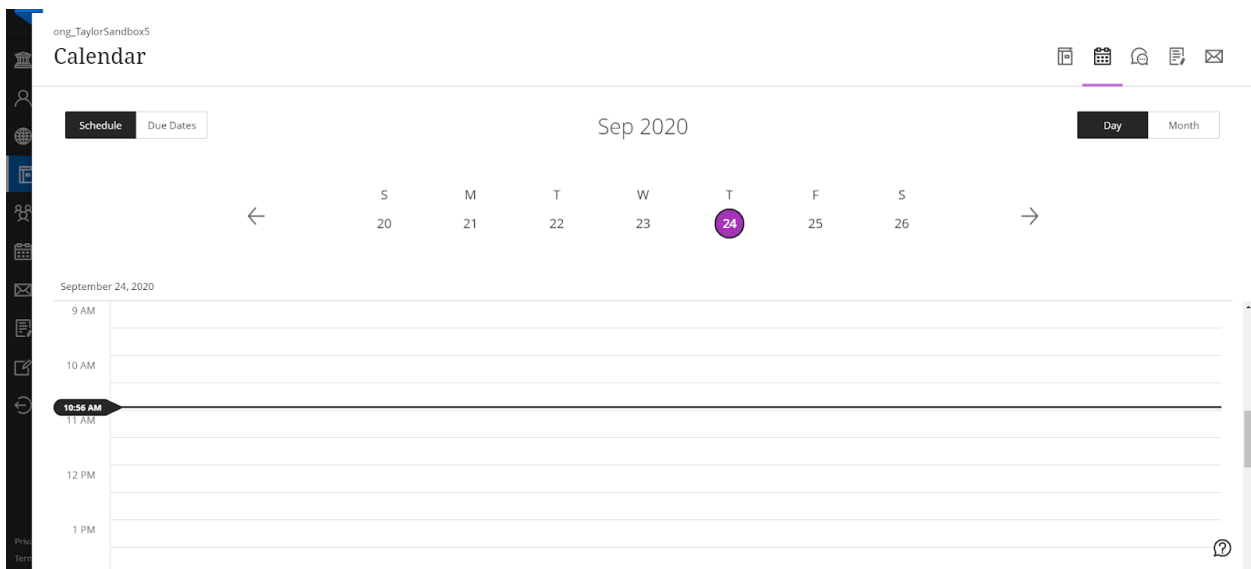 ong_TaylorSandbox5
Calendar
Schedule Due Dates
Sep 2020
Day Month
S M T W T F S
20 21 22 23 24 25 26
September 24, 2020
9 AM
10 AM
10:56 AM
11 AM
12 PM
1 PM